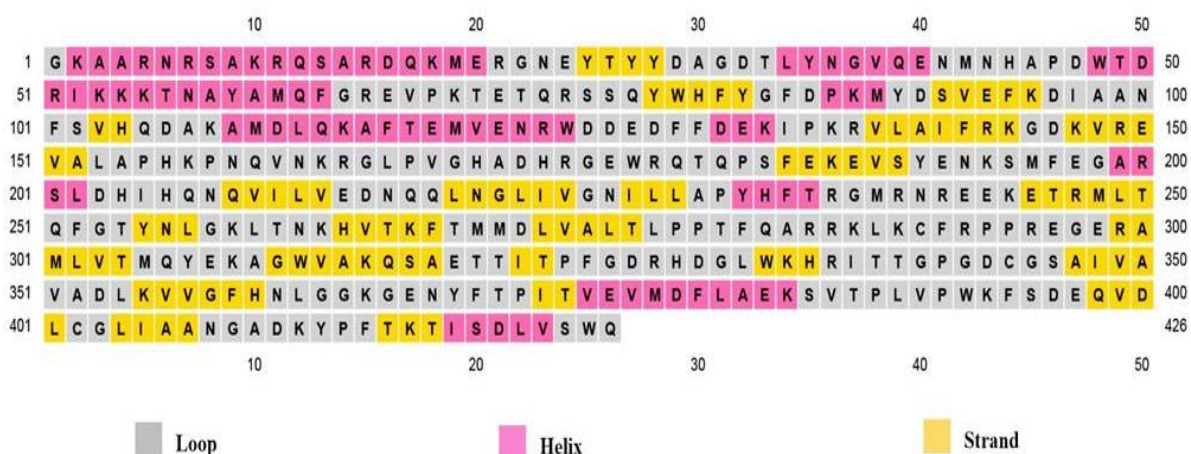 10 20 30 40 50
1 G K A A R N R S A K R Q S A R D Q K M E R G N E Y T Y Y D A G D T L Y N G V Q E N M N H A P D W T D 50
51 R I K K K T N A Y A M Q F G R E V P K T E T Q R S S Q Y W H F Y G F D P K M Y D S V E F K D I A A N 100
101 F S V H Q D A K A M D L Q K A F T E M V E N R W D D E D F F D E K I P K R V L A I F R K G D K V R E 150
151 V A L A P H K P N Q V N K R G L P V G H A D H R G E W R Q T Q P S F E K E V S Y E N K S M F E G A R 200
201 S L D H I H Q N Q V I L V E D N Q Q L N G L I V G N I L L A P Y H F T R G M R N R E E K E T R M L T 250
251 Q F G T Y N L G K L T N K H V T K F T M M D L V A L T L P P T F Q A R R K L K C F R P P R E G E R A 300
300 M L V T M Q Y E K A G W V A K Q S A E T T I T P F G D R H D G L W K H R I T T G P G D C G S A I V A 350
351 V A D L K V V G F H N L G G K G E N Y F T P I T V E V M D F L A E K S V T P L V P W K F S D E Q V D 400
401 L C G L I A A N G A D K Y P F T K T I S D L V S W Q 426
10 20 30 40 50
Loop Helix Strand